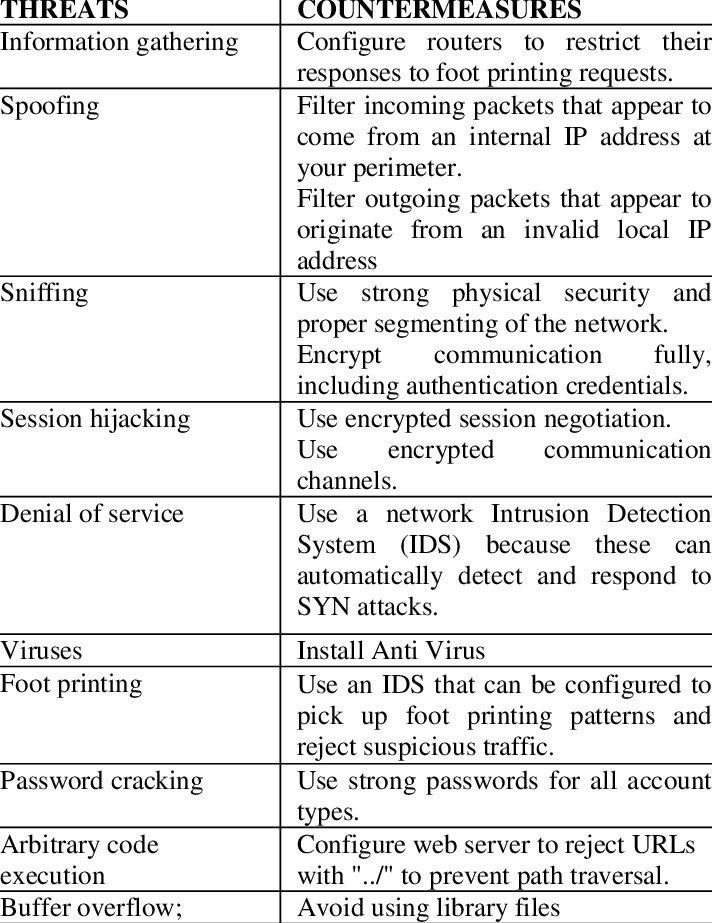 THREATS COUNTERMEASURES
Information gathering Configure routers to restrict their
responses to foot printing requests.
Spoofing Filter incoming packets that appear to
come from an internal IP address at
your perimeter.
Filter outgoing packets that appear to
originate from an invalid local IP
address
Sniffing Use strong physical security and
proper segmenting of the network.
Encrypt communication fully,
including authentication credentials.
Session hijacking Use encrypted session negotiation.
Use encrypted communication
channels.
Denial of service Use a network Intrusion Detection
System (IDS) because these can
automatically detect and respond to
SYN attacks.
Viruses Install Anti Virus
Foot printing Use an IDS that can be configured to
pick up foot printing patterns and
reject suspicious traffic.
Password cracking Use strong passwords for all account
types.
Arbitrary code Configure web server to reject URLs
execution with "../" to prevent path traversal.
Buffer overflow; Avoid using library files